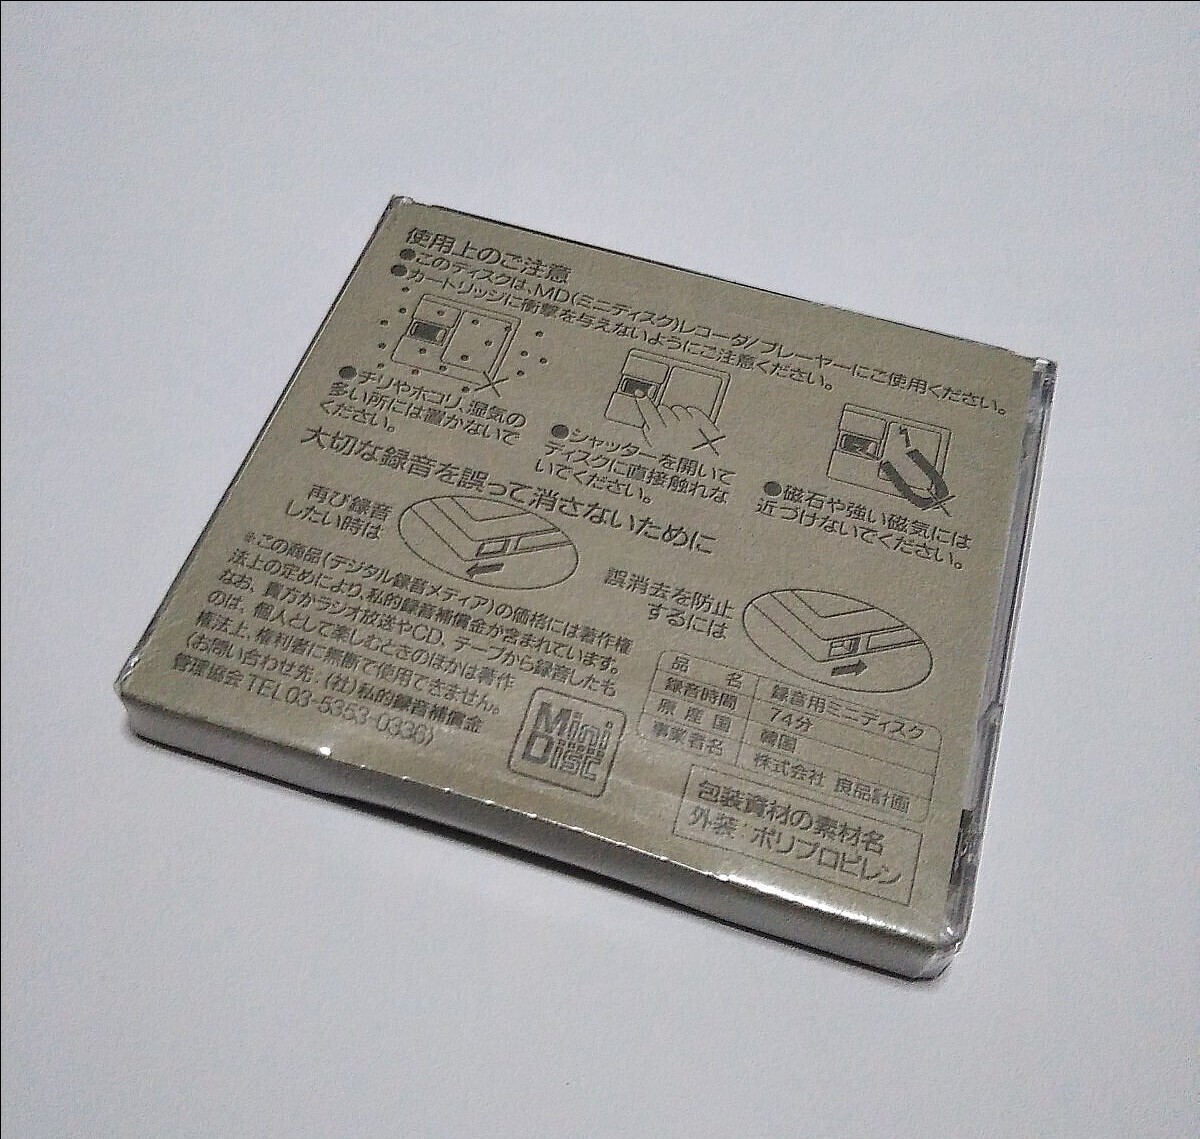 使用上のご注意
●このディスクは、MD(ミニディスク)レコーダ/プレーヤーにご使用ください。
●カートリッジに衝撃を与えないようにご注意ください。
●チリやホコリ、湿気の
多い所には置かないで
ください。
●シャッターを開いて
ディスクに直接触れな
いでください。
●磁石や強い磁気には
近づけないでください。
大切な録音を誤って消さないために
再び録音
したい時は
誤消去を防止
するには
※この商品(デジタル録音メディア)の価格には著作権
法上の定めにより、私的録音補償金が含まれています。
なお、貴方がラジオ放送やCD、テープから録音したも
のは、個人として楽しむときのほかは著作
権法上、権利者に無断で使用できません。
(お問い合わせ先:(社)私的録音補償金
管理協会 TEL03-5353-0336)
Mini
Disc
品名 録音用ミニディスク
録音時間 74分
原産国 韓国
事業者名 株式会社 良品計画
包装資材の素材名
外装:ポリプロピレン